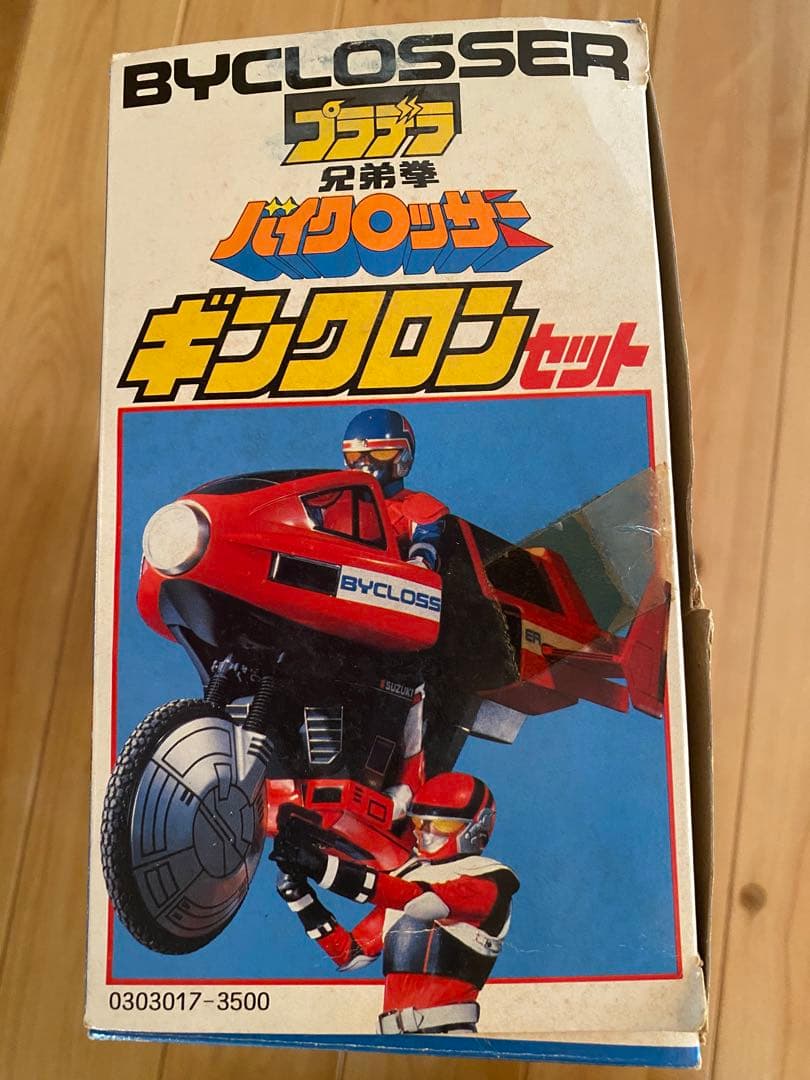 BYCLOSSER
プラデラ
兄弟拳
バイクロッサー
ギンクロンセット
BYCLOSS
ER
SUZUKI
0303017-3500